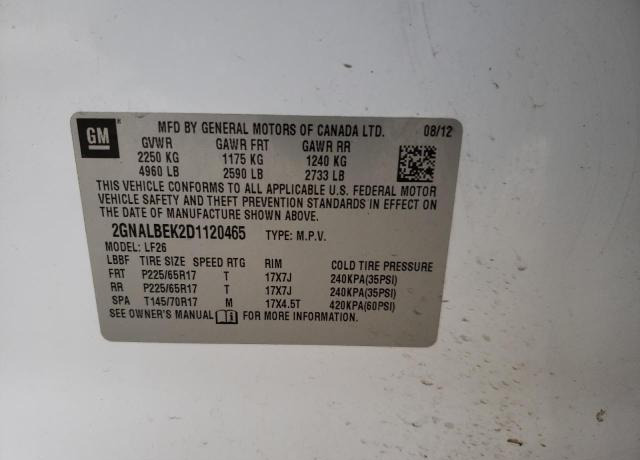 GM
MFD BY GENERAL MOTORS OF CANADA LTD. 08/12
GVWR GAWR FRT GAWR RR
2250 KG 1175 KG 1240 KG
4960 LB 2590 LB 2733 LB
THIS VEHICLE CONFORMS TO ALL APPLICABLE U.S. FEDERAL MOTOR
VEHICLE SAFETY AND THEFT PREVENTION STANDARDS IN EFFECT ON
THE DATE OF MANUFACTURE SHOWN ABOVE.
2GNALBEK2D1120465 TYPE: M.P.V.
MODEL: LF26
LBBF TIRE SIZE SPEED RTG RIM COLD TIRE PRESSURE
FRT P225/65R17 T 17X7J 240KPA(35PSI)
RR P225/65R17 T 17X7J 240KPA(35PSI)
SPA T145/70R17 M 17X4.5T 420KPA(60PSI)
SEE OWNER'S MANUAL FOR MORE INFORMATION.